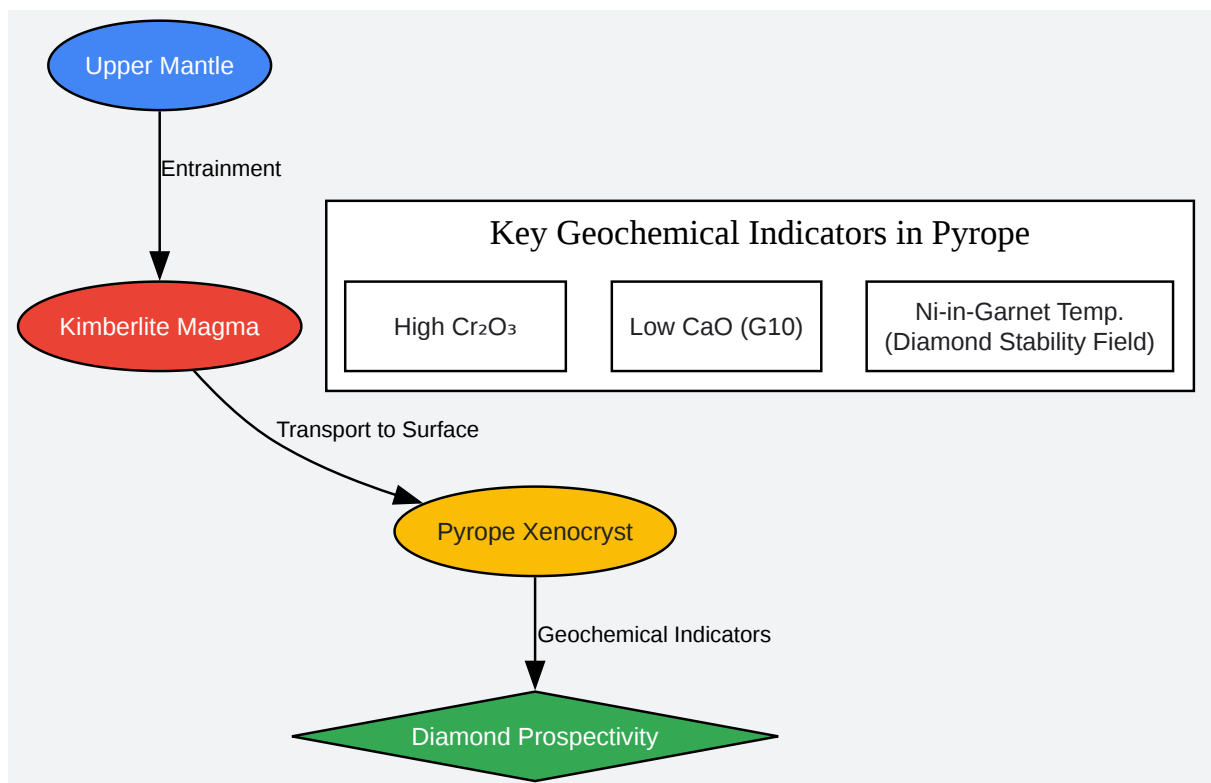 Upper Mantle
Entrainment
Key Geochemical Indicators in Pyrope
Kimberlite Magma
High Cr₂O₃
Low CaO (G10)
Ni-in-Garnet Temp.
(Diamond Stability Field)
Transport to Surface
Pyrope Xenocryst
Geochemical Indicators
Diamond Prospectivity